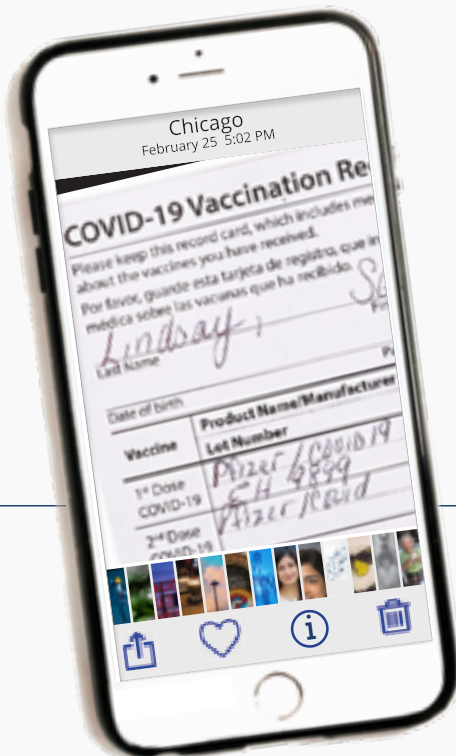 Chicago
February 25 5:02 PM
COVID-19 Vaccination Re
Please keep this record card, which includes me
about the vaccines you have received.
Por favor, guarde esta tarjeta de registro, que in
médica sobre las vacunas que ha recibido.
Lindsay,
Last Name
Date of birth
Vaccine
Product Name/Manufacturer
Lot Number
1st Dose
COVID-19
Pfizer/COVID19
9899
2nd Dose
COVID-19
Pfizer/Covid